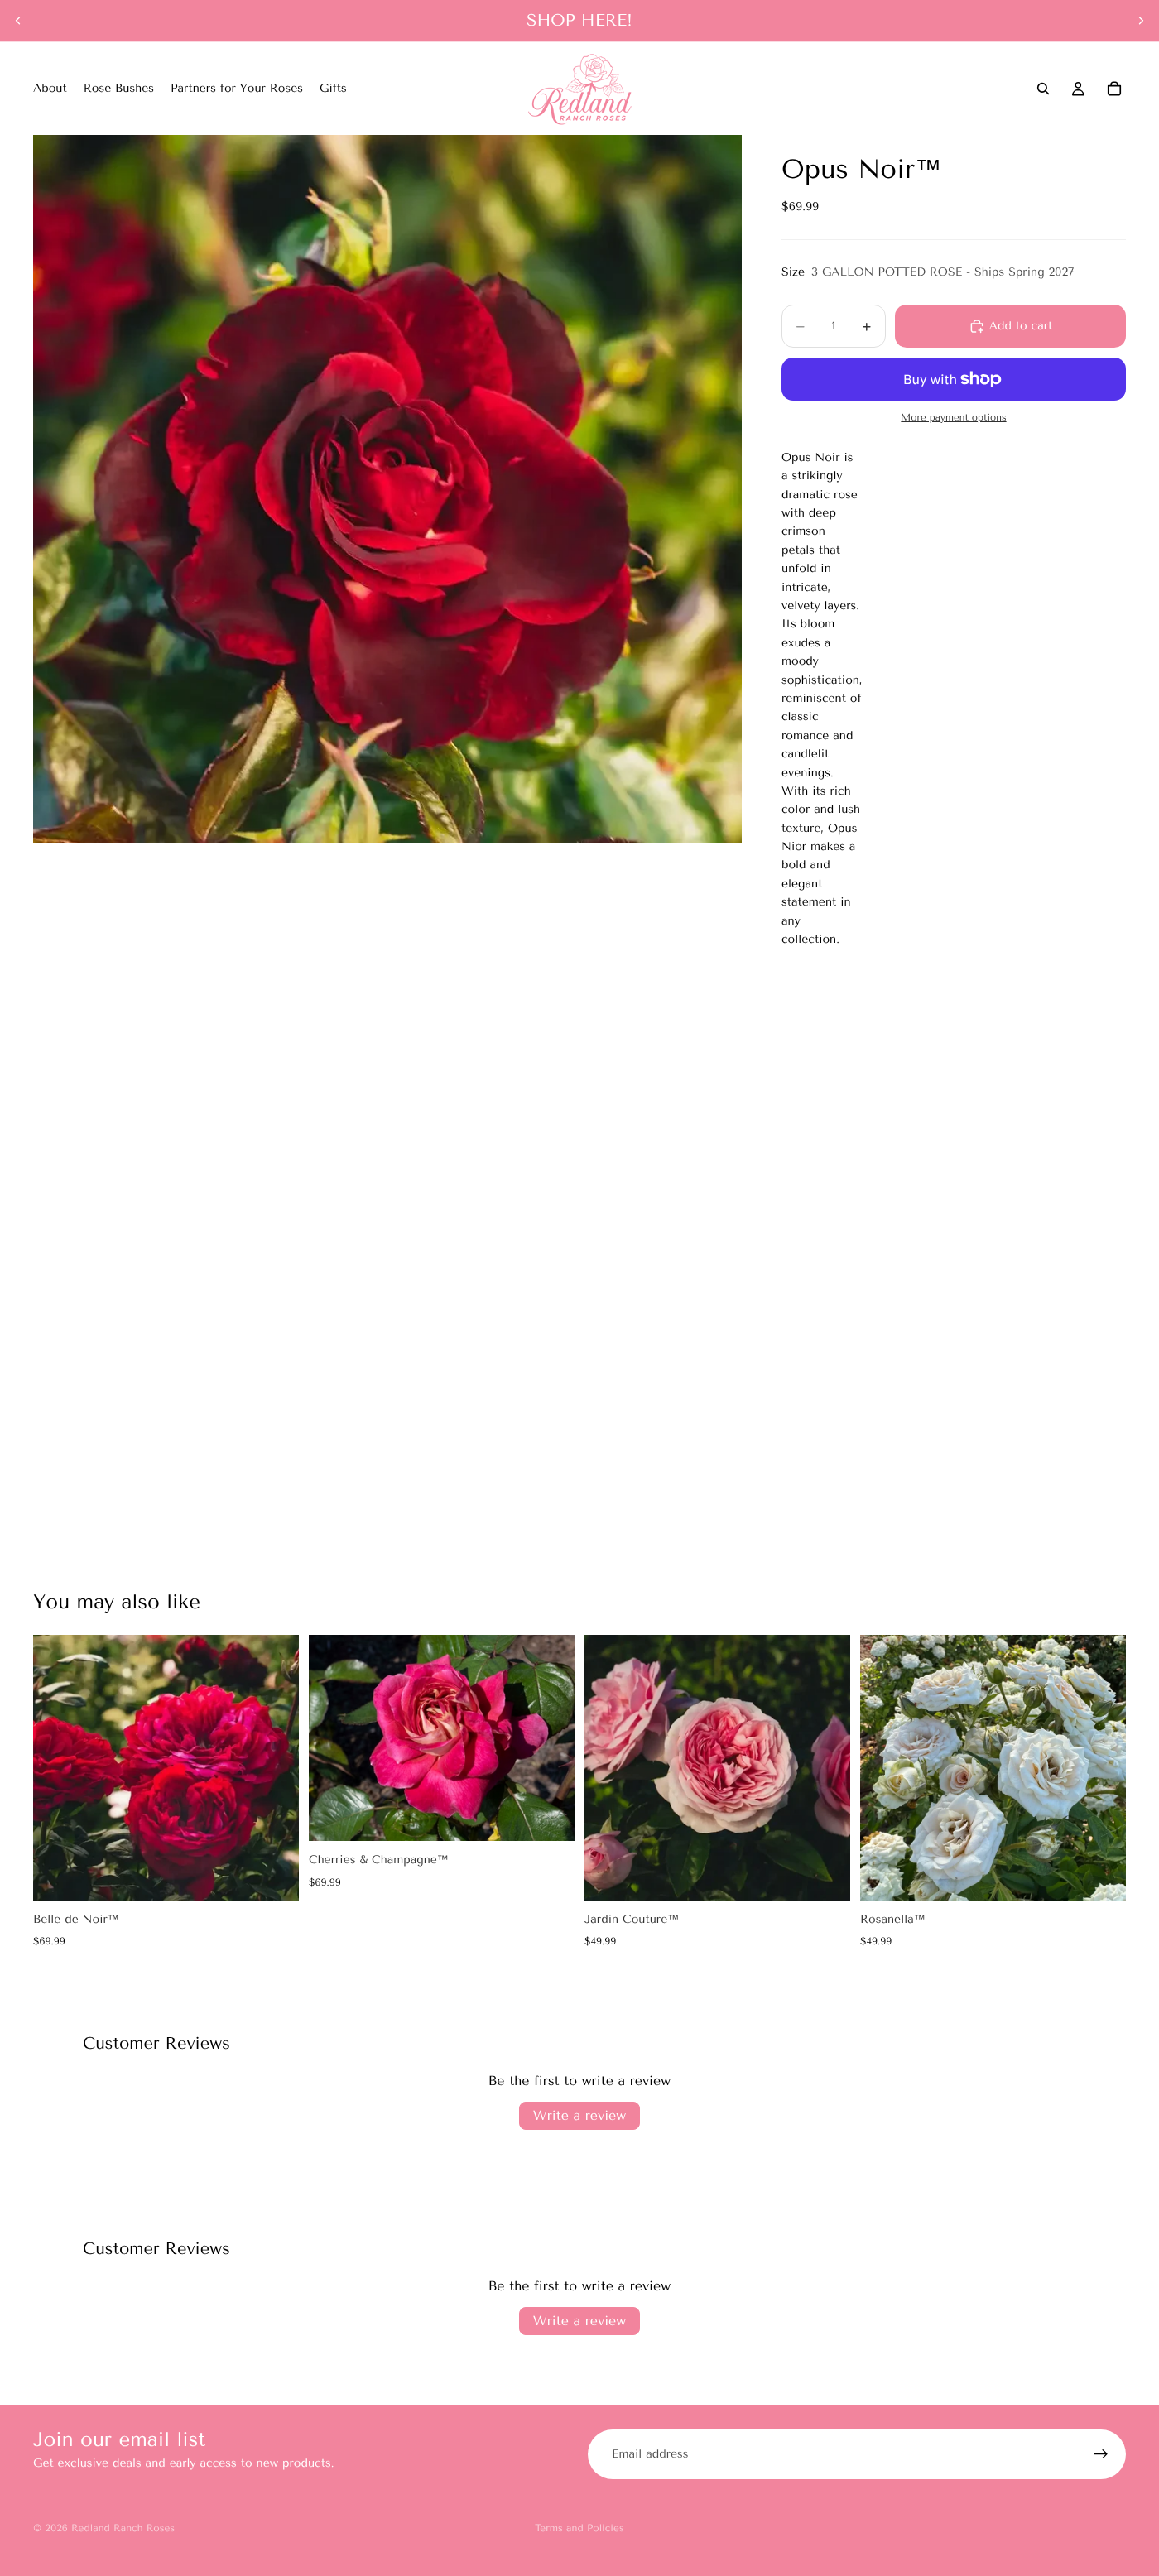 SHOP HERE!
About Rose Bushes Partners for Your Roses Gifts
Redland
RANCH ROSES
Opus Noir™
$69.99
Size 3 GALLON POTTED ROSE - Ships Spring 2027
1
Add to cart
Buy with shop
More payment options
Opus Noir is
a strikingly
dramatic rose
with deep
crimson
petals that
unfold in
intricate,
velvety layers.
Its bloom
exudes a
moody
sophistication,
reminiscent of
classic
romance and
candlelit
evenings.
With its rich
color and lush
texture, Opus
Nior makes a
bold and
elegant
statement in
any
collection.
You may also like
Belle de Noir™
$69.99
Cherries & Champagne™
$69.99
Jardin Couture™
$49.99
Rosanella™
$49.99
Customer Reviews
Be the first to write a review
Write a review
Customer Reviews
Be the first to write a review
Write a review
Join our email list
Get exclusive deals and early access to new products.
Email address
© 2026 Redland Ranch Roses
Terms and Policies